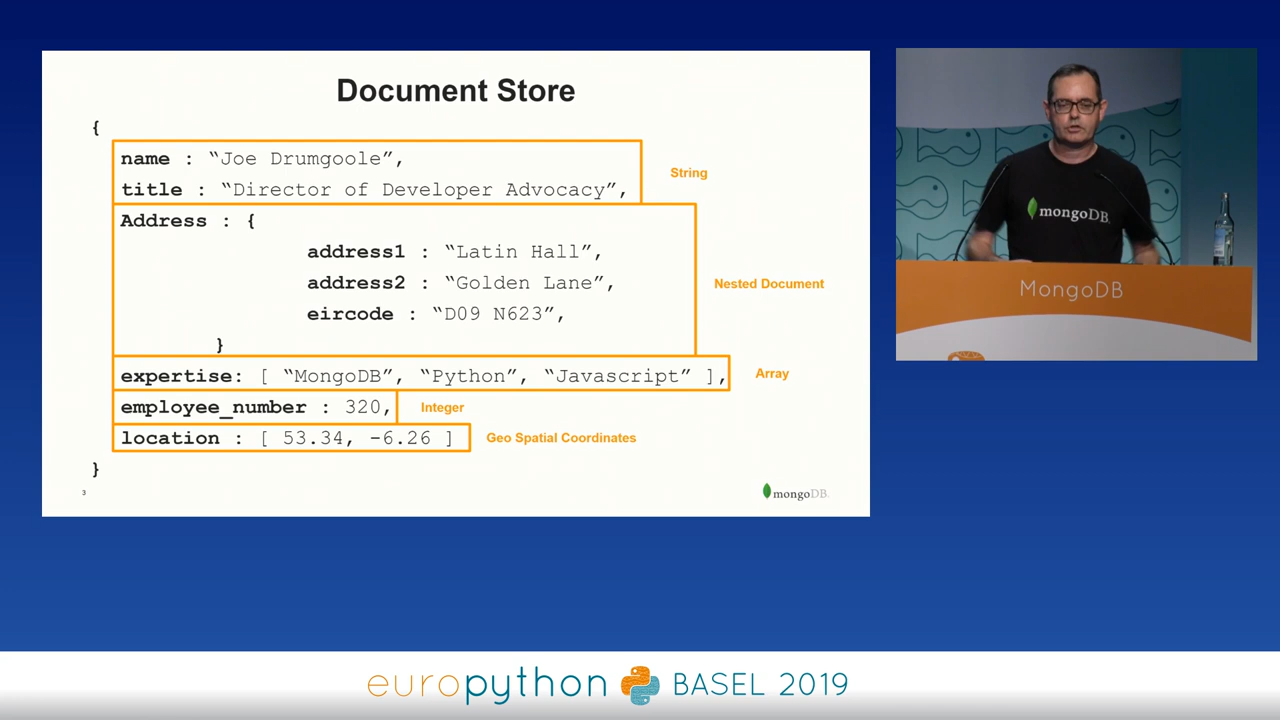 Document Store
{
name : “Joe Drumgoole”,
title : “Director of Developer Advocacy”,
String
Address : {
address1 : “Latin Hall”,
address2 : “Golden Lane”,
eircode : “D09 N623”,
}
Nested Document
expertise: [ “MongoDB”, “Python”, “Javascript” ],
Array
employee_number : 320,
Integer
location : [ 53.34, -6.26 ]
Geo Spatial Coordinates
}
3
mongoDB.
mongoDB.
MongoDB
europython BASEL 2019